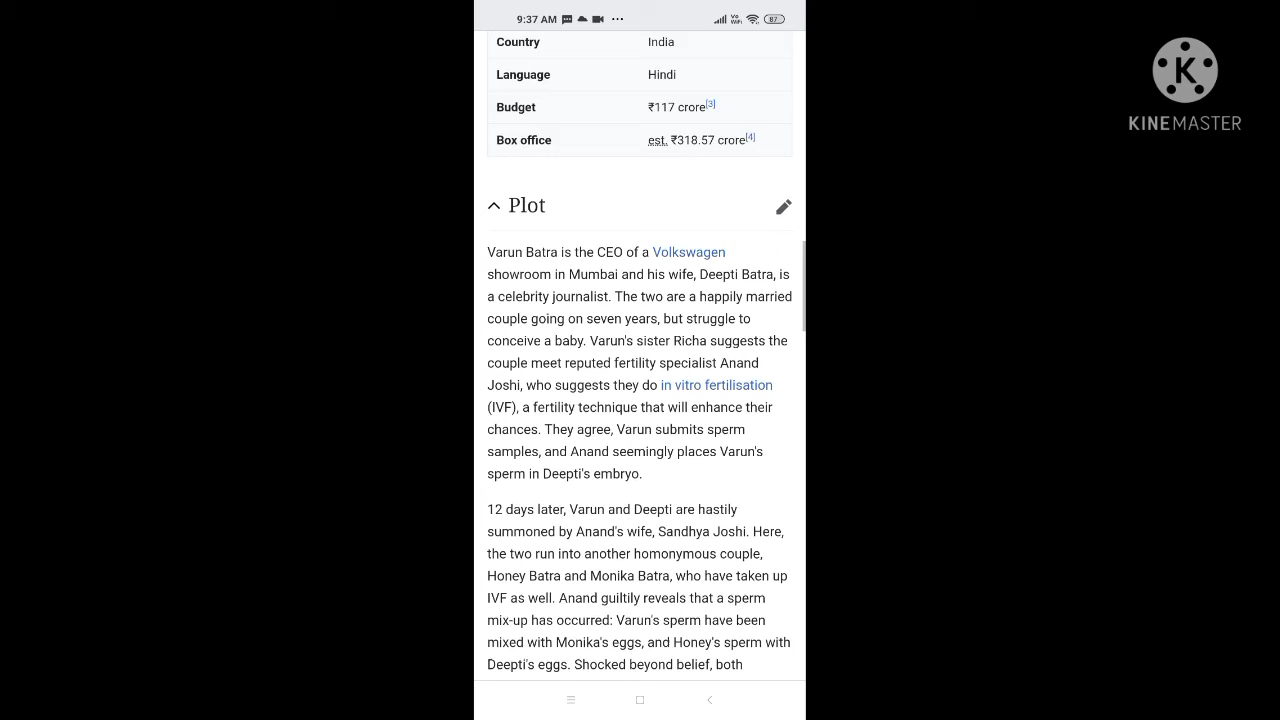 9:37 AM
Vo
WiFi
87
K
KINEMASTER
Country India
Language Hindi
Budget ₹117 crore[3]
Box office est. ₹318.57 crore[4]
Plot
Varun Batra is the CEO of a Volkswagen
showroom in Mumbai and his wife, Deepti Batra, is
a celebrity journalist. The two are a happily married
couple going on seven years, but struggle to
conceive a baby. Varun's sister Richa suggests the
couple meet reputed fertility specialist Anand
Joshi, who suggests they do in vitro fertilisation
(IVF), a fertility technique that will enhance their
chances. They agree, Varun submits sperm
samples, and Anand seemingly places Varun's
sperm in Deepti's embryo.
12 days later, Varun and Deepti are hastily
summoned by Anand's wife, Sandhya Joshi. Here,
the two run into another homonymous couple,
Honey Batra and Monika Batra, who have taken up
IVF as well. Anand guiltily reveals that a sperm
mix-up has occurred: Varun's sperm have been
mixed with Monika's eggs, and Honey's sperm with
Deepti's eggs. Shocked beyond belief, both